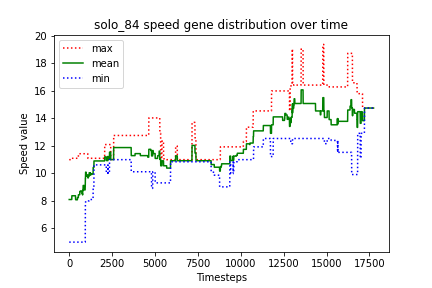 solo_84 speed gene distribution over time
max
mean
min
Speed value
20
18
16
14
12
10
8
6
0 2500 5000 7500 10000 12500 15000 17500
Timesteps